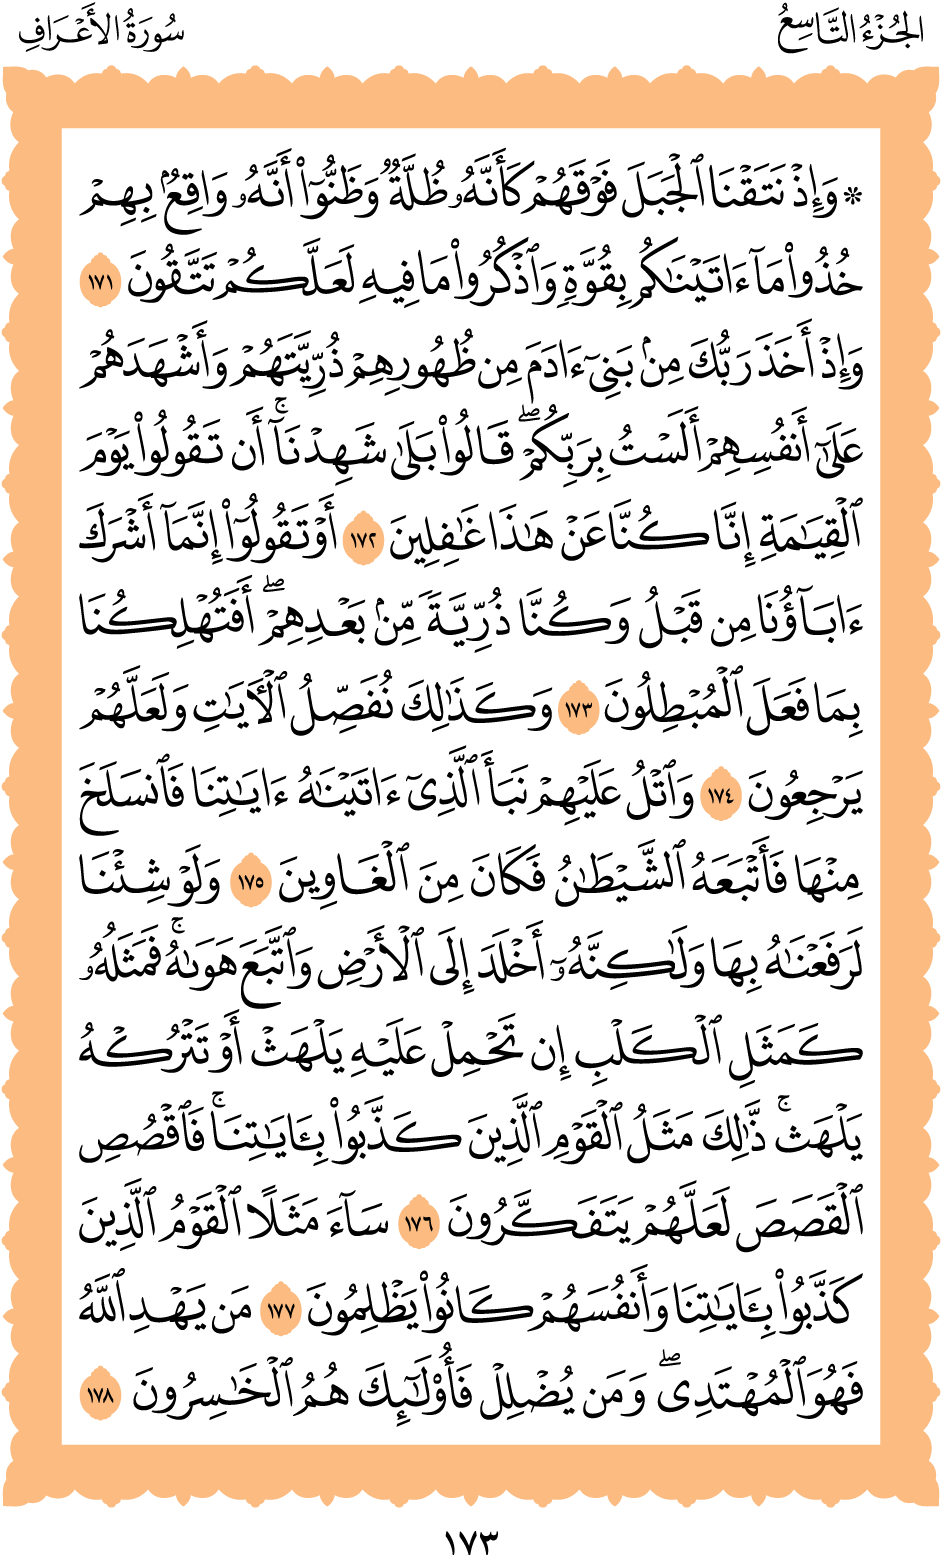 الجُزْءُ التَّاسِعُ
سُورَةُ الأَعْرَافِ
۞ وَإِذْ نَتَقْنَا ٱلْجَبَلَ فَوْقَهُمْ كَأَنَّهُۥ ظُلَّةٌ وَظَنُّوٓا۟ أَنَّهُۥ وَاقِعٌۢ بِهِمْ
خُذُوا۟ مَآ ءَاتَيْنَٰكُم بِقُوَّةٍ وَٱذْكُرُوا۟ مَا فِيهِ لَعَلَّكُمْ تَتَّقُونَ ١٧١
وَإِذْ أَخَذَ رَبُّكَ مِنۢ بَنِىٓ ءَادَمَ مِن ظُهُورِهِمْ ذُرِّيَّتَهُمْ وَأَشْهَدَهُمْ
عَلَىٰٓ أَنفُسِهِمْ أَلَسْتُ بِرَبِّكُمْ ۖ قَالُوا۟ بَلَىٰ شَهِدْنَآ ۚ أَن تَقُولُوا۟ يَوْمَ
ٱلْقِيَٰمَةِ إِنَّا كُنَّا عَنْ هَٰذَا غَٰفِلِينَ ١٧٢ أَوْ تَقُولُوٓا۟ إِنَّمَآ أَشْرَكَ
ءَابَآؤُنَا مِن قَبْلُ وَكُنَّا ذُرِّيَّةً مِّنۢ بَعْدِهِمْ ۖ أَفَتُهْلِكُنَا
بِمَا فَعَلَ ٱلْمُبْطِلُونَ ١٧٣ وَكَذَٰلِكَ نُفَصِّلُ ٱلْـَٔايَٰتِ وَلَعَلَّهُمْ
يَرْجِعُونَ ١٧٤ وَٱتْلُ عَلَيْهِمْ نَبَأَ ٱلَّذِىٓ ءَاتَيْنَٰهُ ءَايَٰتِنَا فَٱنسَلَخَ
مِنْهَا فَأَتْبَعَهُ ٱلشَّيْطَٰنُ فَكَانَ مِنَ ٱلْغَاوِينَ ١٧٥ وَلَوْ شِئْنَا
لَرَفَعْنَٰهُ بِهَا وَلَٰكِنَّهُۥٓ أَخْلَدَ إِلَى ٱلْأَرْضِ وَٱتَّبَعَ هَوَىٰهُ ۚ فَمَثَلُهُۥ
كَمَثَلِ ٱلْكَلْبِ إِن تَحْمِلْ عَلَيْهِ يَلْهَثْ أَوْ تَتْرُكْهُ
يَلْهَث ۚ ذَّٰلِكَ مَثَلُ ٱلْقَوْمِ ٱلَّذِينَ كَذَّبُوا۟ بِـَٔايَٰتِنَا ۚ فَٱقْصُصِ
ٱلْقَصَصَ لَعَلَّهُمْ يَتَفَكَّرُونَ ١٧٦ سَآءَ مَثَلًا ٱلْقَوْمُ ٱلَّذِينَ
كَذَّبُوا۟ بِـَٔايَٰتِنَا وَأَنفُسَهُمْ كَانُوا۟ يَظْلِمُونَ ١٧٧ مَن يَهْدِ ٱللَّهُ
فَهُوَ ٱلْمُهْتَدِى ۖ وَمَن يُضْلِلْ فَأُو۟لَٰٓئِكَ هُمُ ٱلْخَٰسِرُونَ ١٧٨
١٧٣